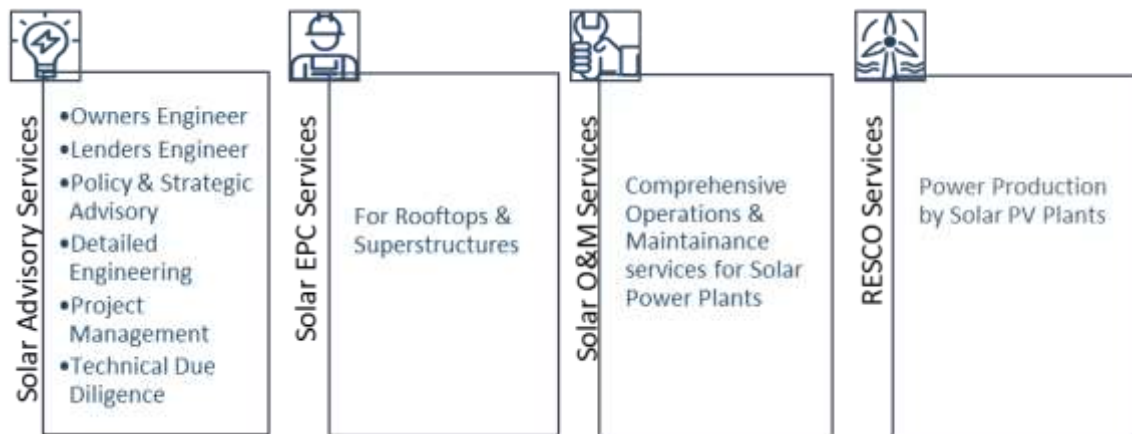 Solar Advisory Services
•Owners Engineer
•Lenders Engineer
•Policy & Strategic
Advisory
•Detailed
Engineering
•Project
Management
•Technical Due
Diligence
Solar EPC Services
For Rooftops &
Superstructures
Solar O&M Services
Comprehensive
Operations &
Maintainance
services for Solar
Power Plants
RESCO Services
Power Production
by Solar PV Plants